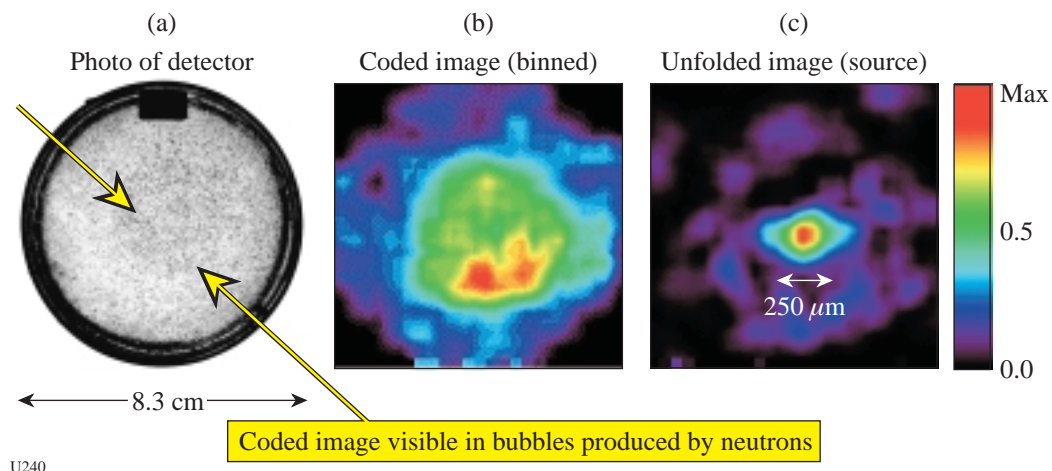 (a)
Photo of detector
(b)
Coded image (binned)
(c)
Unfolded image (source)
Max
0.5
0.0
250 µm
8.3 cm
Coded image visible in bubbles produced by neutrons
U240